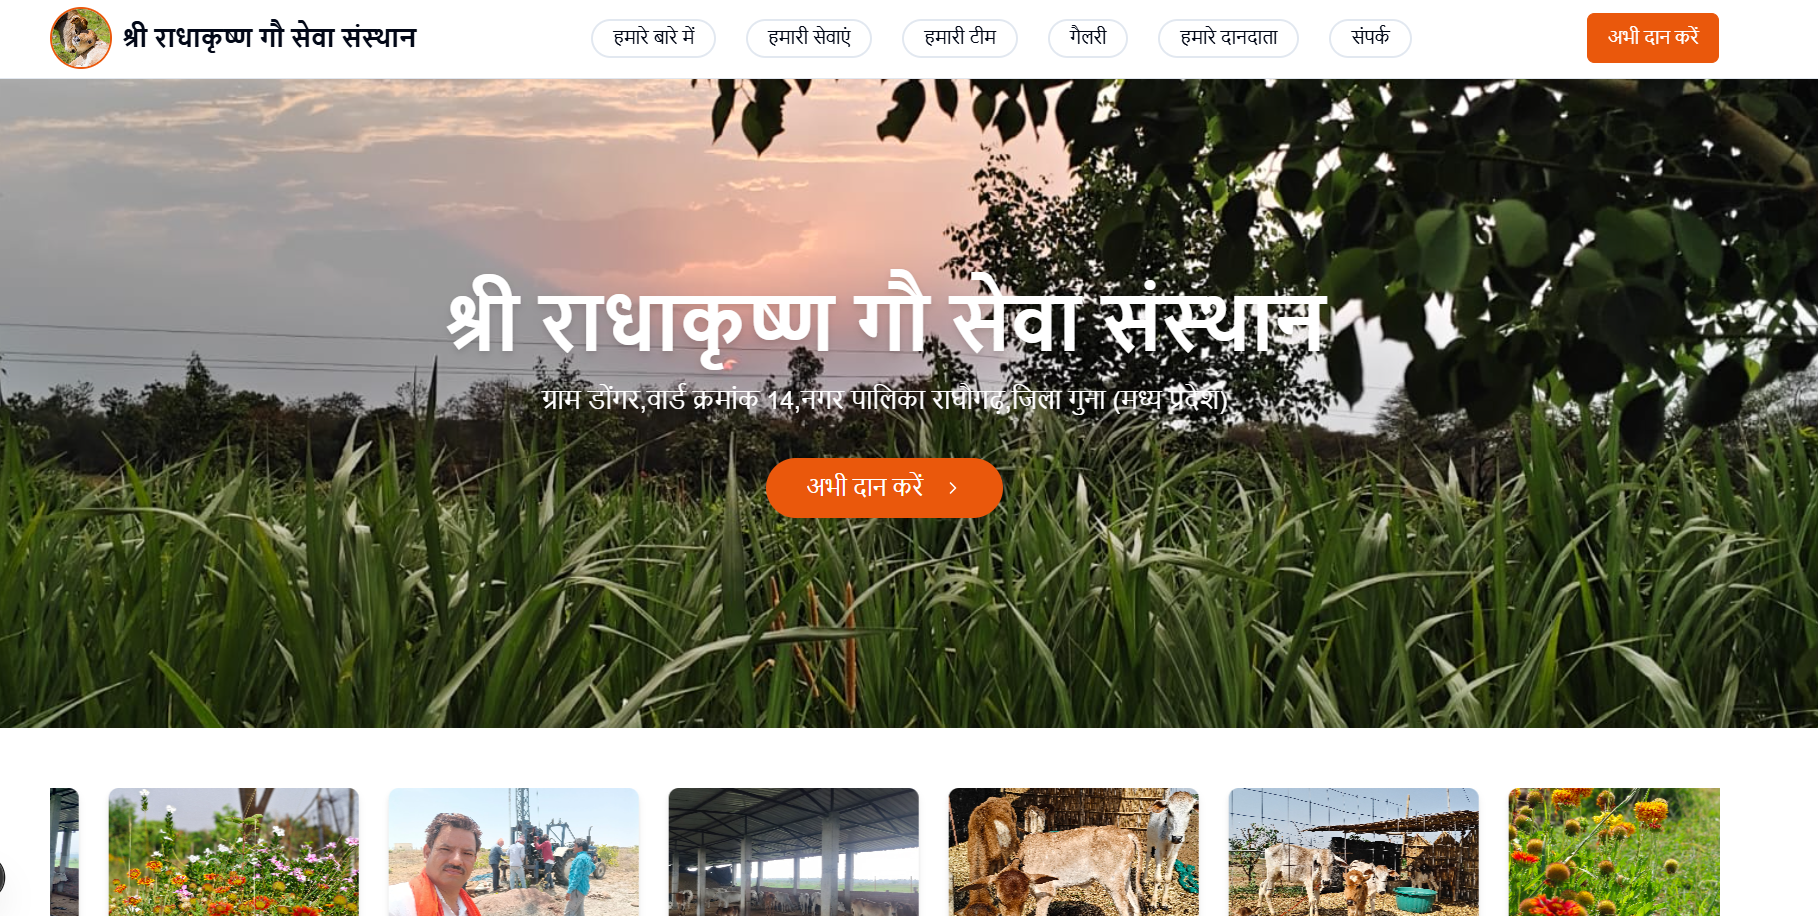 श्री राधाकृष्ण गौ सेवा संस्थान
हमारे बारे में
हमारी सेवाएं
हमारी टीम
गैलरी
हमारे दानदाता
संपर्क
अभी दान करें
श्री राधाकृष्ण गौ सेवा संस्थान
ग्राम डोंगर,वार्ड क्रमांक 14,नगर पालिका राघौगढ़,जिला गुना (मध्य प्रदेश)
अभी दान करें